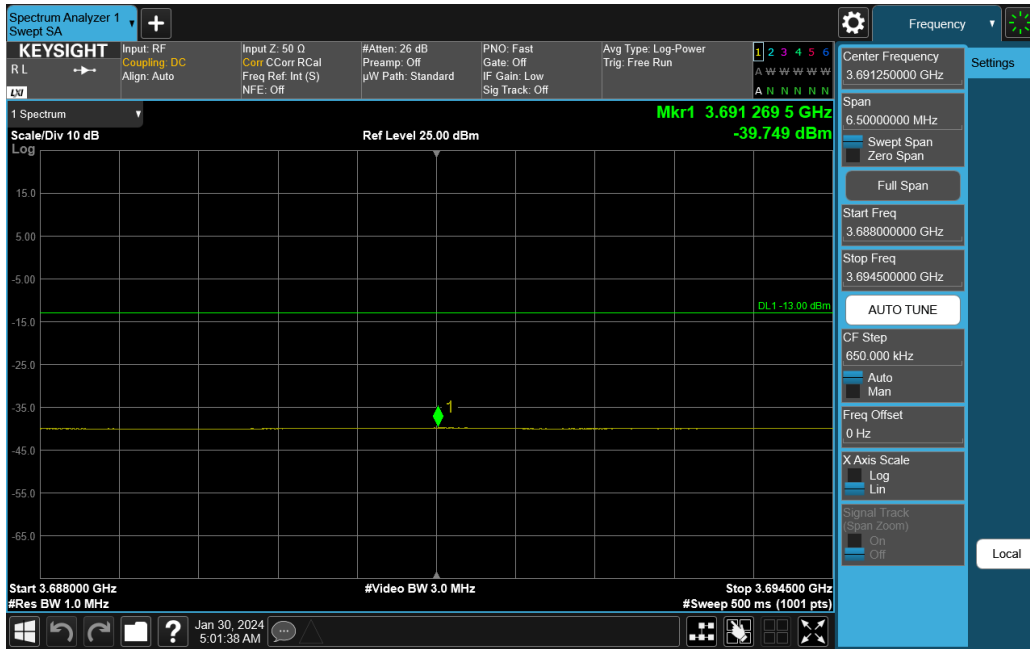 Spectrum Analyzer 1
Swept SA
Frequency
KEYSIGHT
R L
LXI
Input: RF
Coupling: DC
Align: Auto
Input Z: 50 Ω
Corr CCorr RCal
Freq Ref: Int (S)
NFE: Off
#Atten: 26 dB
Preamp: Off
µW Path: Standard
PNO: Fast
Gate: Off
IF Gain: Low
Sig Track: Off
Avg Type: Log-Power
Trig: Free Run
1 2 3 4 5 6
A W W W W W
A N N N N N
1 Spectrum
Scale/Div 10 dB
Log
Ref Level 25.00 dBm
Mkr1 3.691 269 5 GHz
-39.749 dBm
15.0
5.00
-5.00
-15.0
-25.0
-35.0
-45.0
-55.0
-65.0
DL1 -13.00 dBm
1
Start 3.688000 GHz
#Video BW 3.0 MHz
Stop 3.694500 GHz
#Res BW 1.0 MHz
#Sweep 500 ms (1001 pts)
Center Frequency
3.691250000 GHz
Span
6.50000000 MHz
Swept Span
Zero Span
Full Span
Start Freq
3.688000000 GHz
Stop Freq
3.694500000 GHz
AUTO TUNE
CF Step
650.000 kHz
Auto
Man
Freq Offset
0 Hz
X Axis Scale
Log
Lin
Signal Track
(Span Zoom)
On
Off
Settings
Local
?
Jan 30, 2024
5:01:38 AM